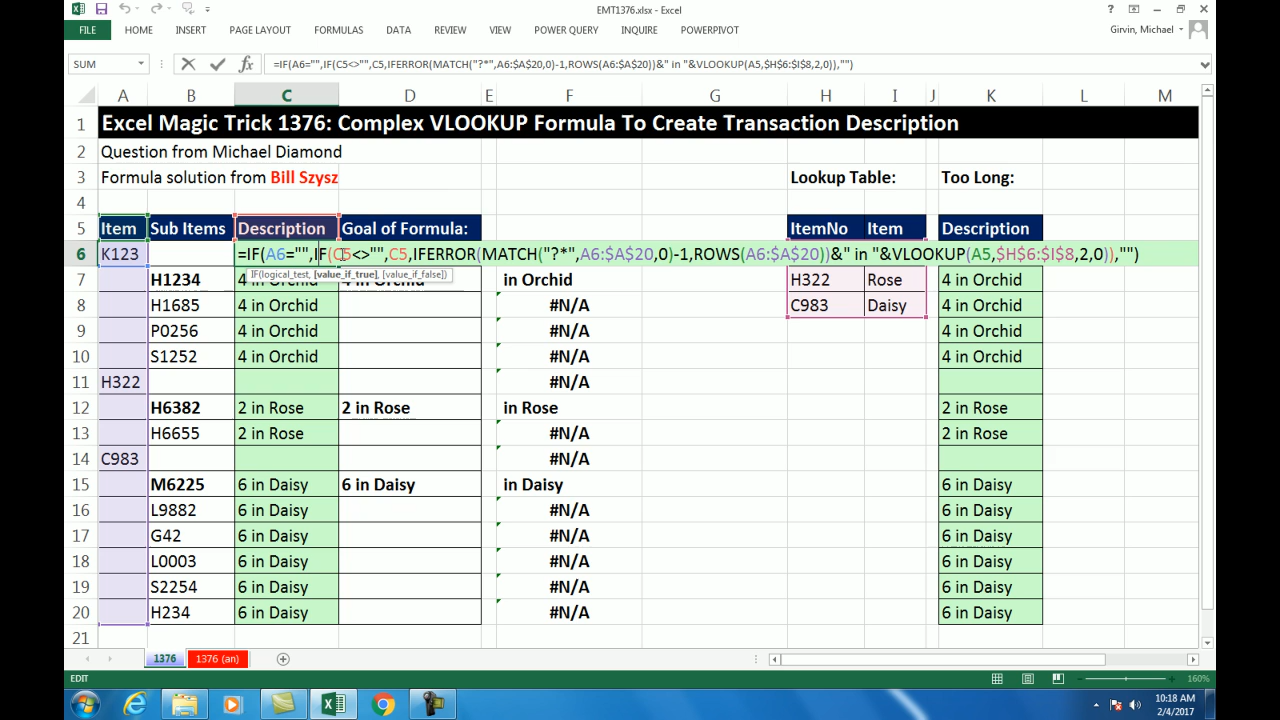 EMT1376.xlsx - Excel
FILE HOME INSERT PAGE LAYOUT FORMULAS DATA REVIEW VIEW POWER QUERY INQUIRE POWERPIVOT Girvin, Michael
SUM =IF(A6="",IF(C5<>"",C5,IFERROR(MATCH("?*",A6:$A$20,0)-1,ROWS(A6:$A$20))&" in "&VLOOKUP(A5,$H$6:$I$8,2,0)),"")
A B C D E F G H I J K L M
1 Excel Magic Trick 1376: Complex VLOOKUP Formula To Create Transaction Description
2 Question from Michael Diamond
3 Formula solution from Bill Szysz Lookup Table: Too Long:
4
5 Item Sub Items Description Goal of Formula: ItemNo Item Description
6 K123 =IF(A6="",IF(C5<>"",C5,IFERROR(MATCH("?*",A6:$A$20,0)-1,ROWS(A6:$A$20))&" in "&VLOOKUP(A5,$H$6:$I$8,2,0)),"")
IF(logical_test, [value_if_true], [value_if_false])
7 H1234 4 in Orchid 4 in Orchid in Orchid H322 Rose 4 in Orchid
8 H1685 4 in Orchid #N/A C983 Daisy 4 in Orchid
9 P0256 4 in Orchid #N/A 4 in Orchid
10 S1252 4 in Orchid #N/A 4 in Orchid
11 H322 #N/A
12 H6382 2 in Rose 2 in Rose in Rose 2 in Rose
13 H6655 2 in Rose #N/A 2 in Rose
14 C983 #N/A
15 M6225 6 in Daisy 6 in Daisy in Daisy 6 in Daisy
16 L9882 6 in Daisy #N/A 6 in Daisy
17 G42 6 in Daisy #N/A 6 in Daisy
18 L0003 6 in Daisy #N/A 6 in Daisy
19 S2254 6 in Daisy #N/A 6 in Daisy
20 H234 6 in Daisy #N/A 6 in Daisy
21
1376 1376 (an)
EDIT 160%
10:18 AM
2/4/2017